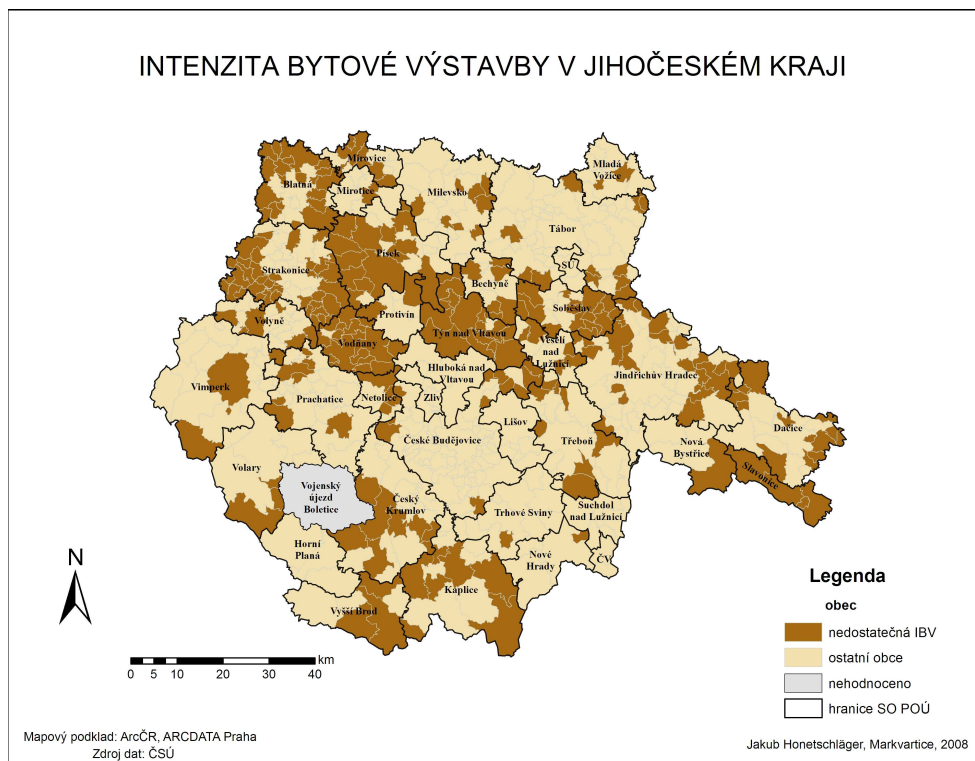 INTENZITA BYTOVÉ VÝSTAVBY V JIHOČESKÉM KRAJI
Mirovice
Mladá
Vožice
Blatná
Mirotice
Milevsko
Tábor
Písek
SÚ
Strakonice
Bechyně
Soběslav
Protivín
Volyně
Týn nad Vltavou
Vodňany
Veselí
nad
Lužnicí
Hluboká nad
Vltavou
Jindřichův Hradec
Vimperk
Prachatice
Netolice
Zliv
Lišov
Dačice
České Budějovice
Třeboň
Nová
Bystřice
Volary
Slavonice
Vojenský
újezd
Boletice
Český
Krumlov
Trhové Sviny
Suchdol
nad Lužnicí
Horní
Planá
Nové
Hrady
ČV
Kaplice
Vyšší Brod
N
km
0 5 10 20 30 40
Legenda
obec
nedostatečná IBV
ostatní obce
nehodnoceno
hranice SO POÚ
Mapový podklad: ArcČR, ARCDATA Praha
Zdroj dat: ČSÚ
Jakub Honetschläger, Markvartice, 2008